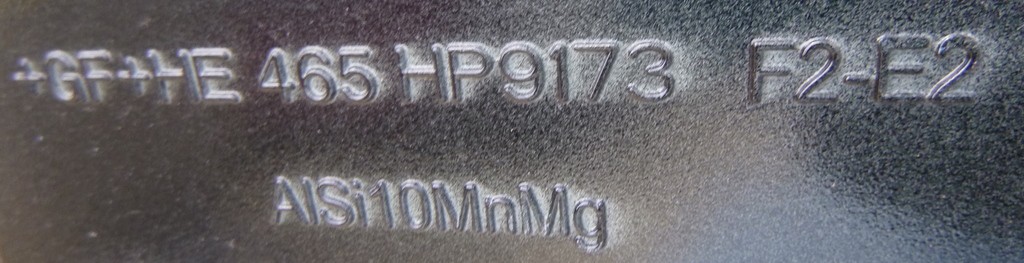 +GF+HE 465 HP9173 F2-E2
AlSi10MnMg